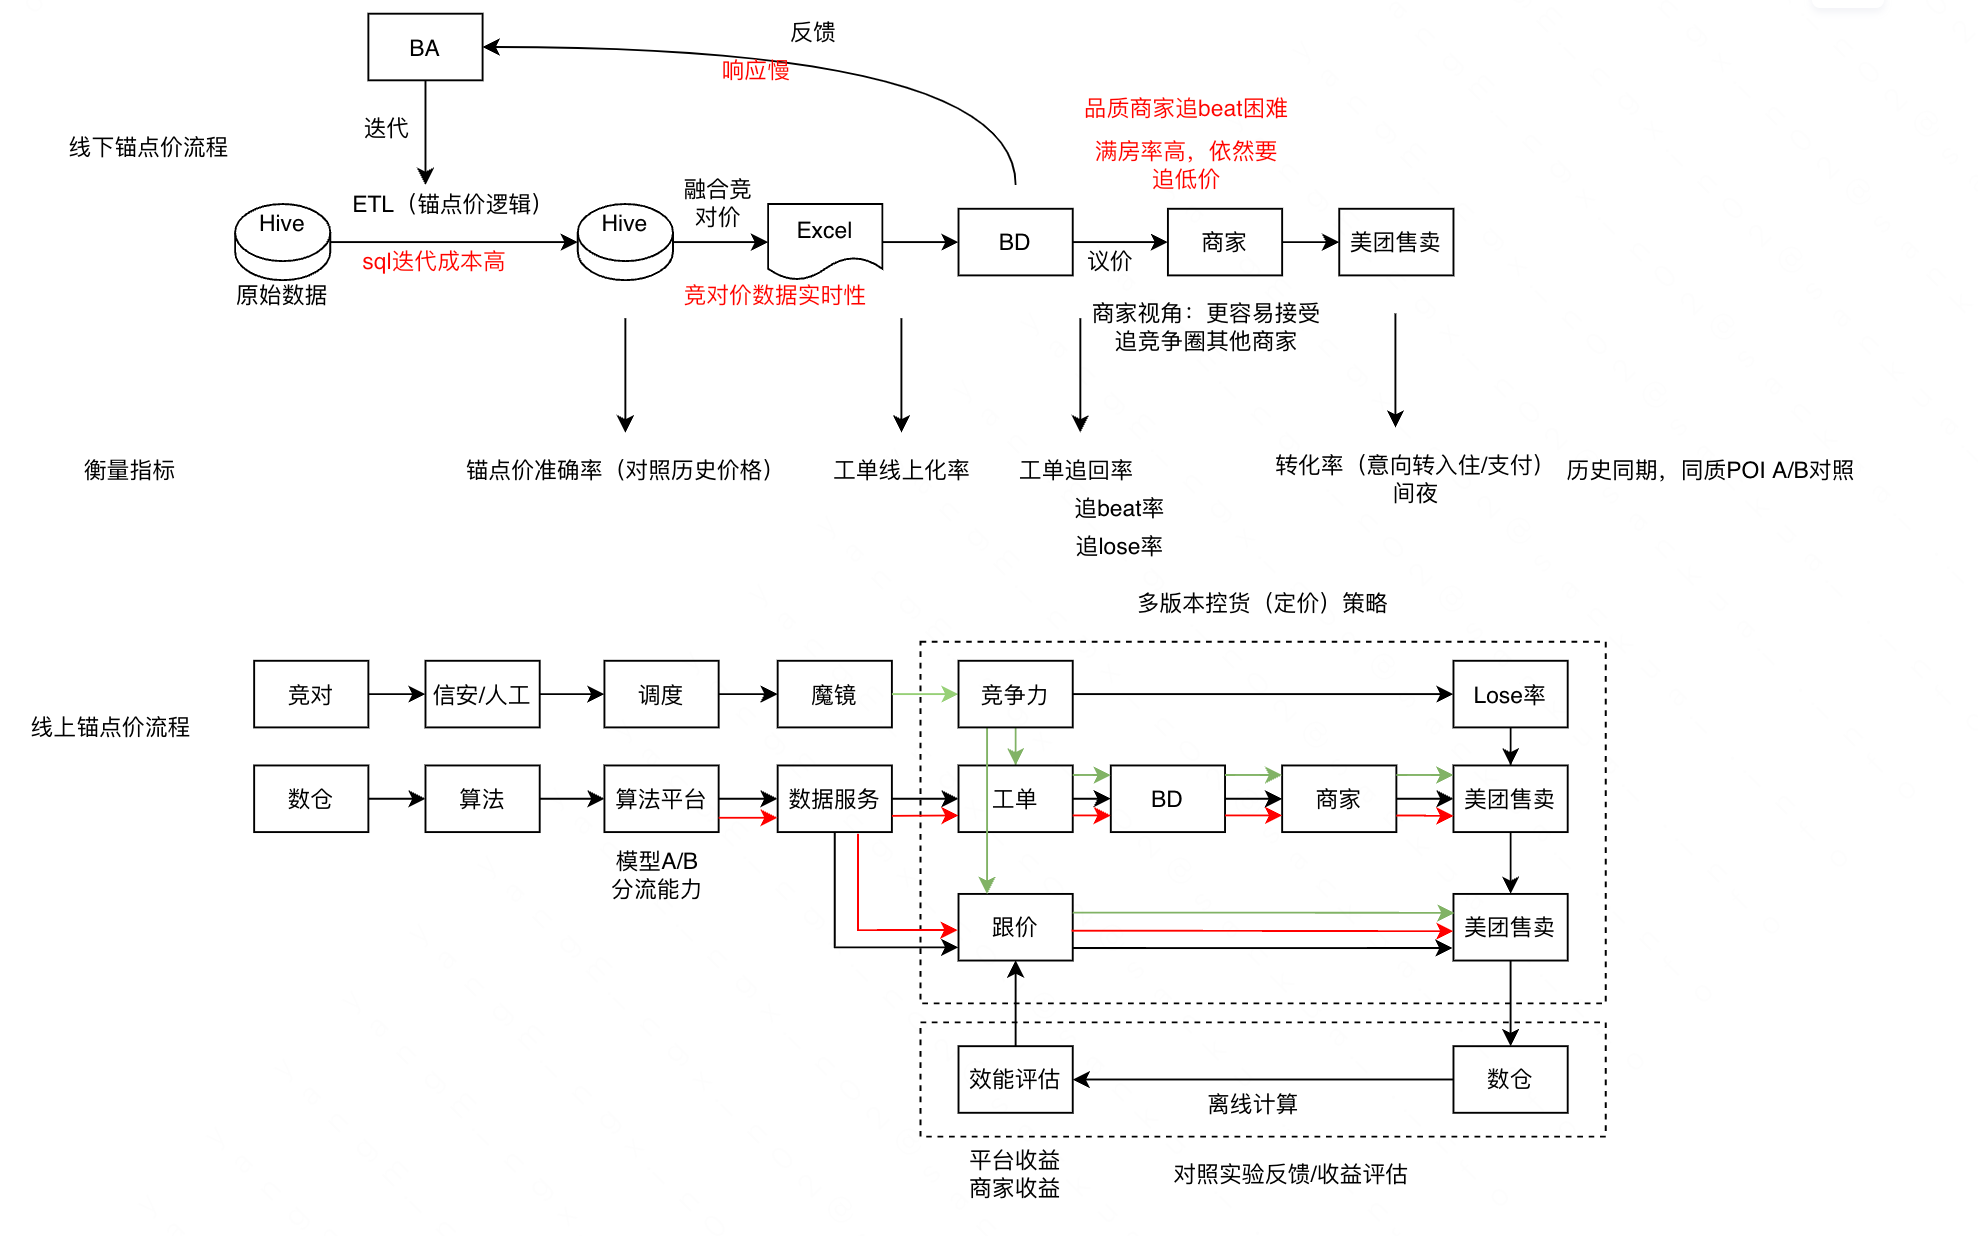 BA
反馈
响应慢
品质商家追beat困难
迭代
线下锚点价流程
满房率高，依然要
追低价
融合竞
对价
ETL（锚点价逻辑）
Hive
Hive
Excel
BD
商家
美团售卖
议价
sql迭代成本高
原始数据
竞对价数据实时性
商家视角：更容易接受
追竞争圈其他商家
衡量指标
锚点价准确率（对照历史价格）
工单线上化率
工单追回率
追beat率
追lose率
转化率（意向转入住/支付）
间夜
历史同期，同质POI A/B对照
多版本控货（定价）策略
线上锚点价流程
竞对
信安/人工
调度
魔镜
竞争力
Lose率
数仓
算法
算法平台
数据服务
工单
BD
商家
美团售卖
模型A/B
分流能力
跟价
美团售卖
效能评估
离线计算
数仓
平台收益
商家收益
对照实验反馈/收益评估